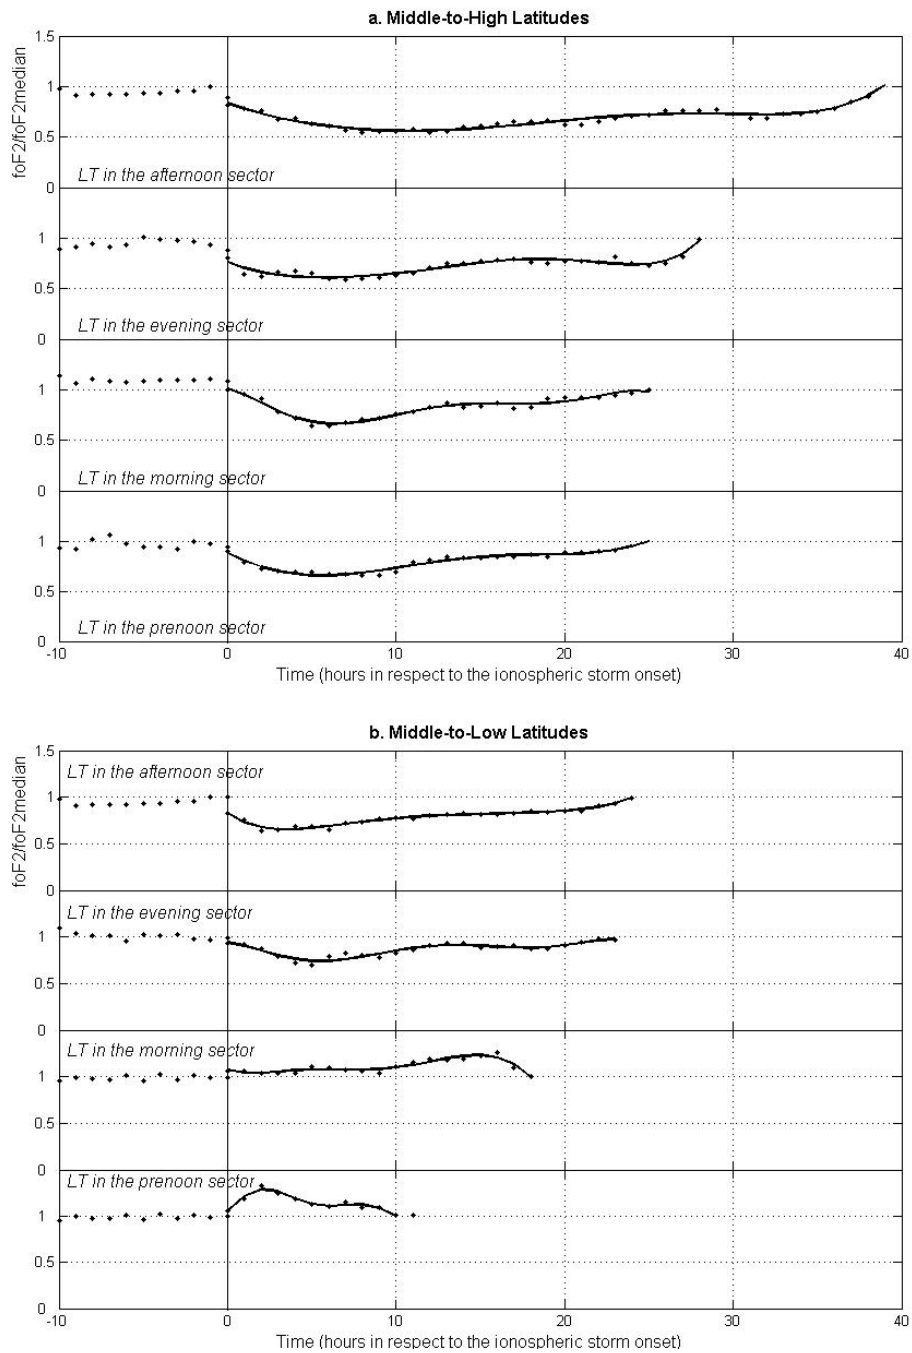 a. Middle-to-High Latitudes
1.5
1
0.5
0
foF2/foF2median
LT in the afternoon sector
1
0.5
0
LT in the evening sector
1
0.5
0
LT in the morning sector
1
0.5
0
LT in the prenoon sector
-10 0 10 20 30 40
Time (hours in respect to the ionospheric storm onset)
b. Middle-to-Low Latitudes
1.5
LT in the afternoon sector
1
0.5
0
foF2/foF2median
LT in the evening sector
1
0.5
0
LT in the morning sector
1
0.5
0
LT in the prenoon sector
1
0.5
0
-10 0 10 20 30 40
Time (hours in respect to the ionospheric storm onset)